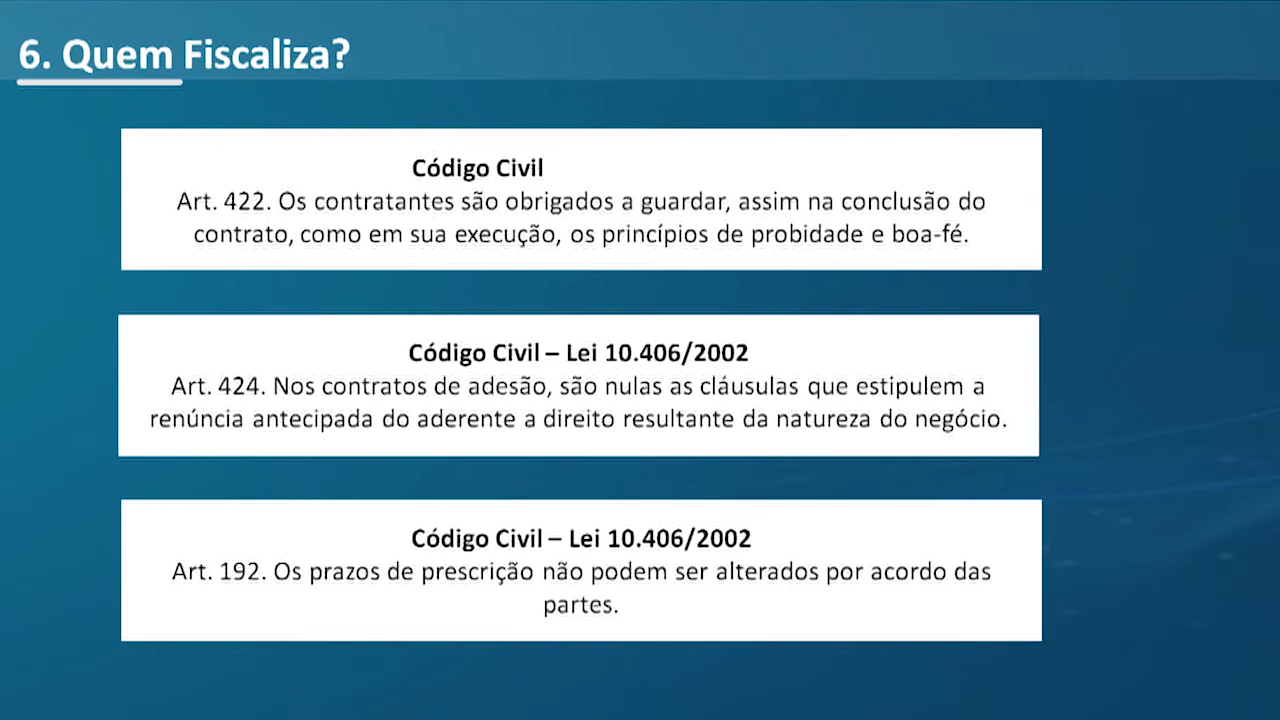 6. Quem Fiscaliza?
Código Civil
Art. 422. Os contratantes são obrigados a guardar, assim na conclusão do
contrato, como em sua execução, os princípios de probidade e boa-fé.
Código Civil – Lei 10.406/2002
Art. 424. Nos contratos de adesão, são nulas as cláusulas que estipulem a
renúncia antecipada do aderente a direito resultante da natureza do negócio.
Código Civil – Lei 10.406/2002
Art. 192. Os prazos de prescrição não podem ser alterados por acordo das
partes.